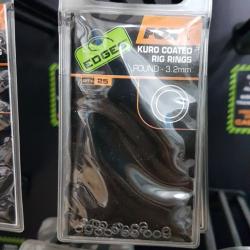 FOX
EDGES
KURO COATED
RIG RINGS
ROUND - 3.2mm
QTY 25